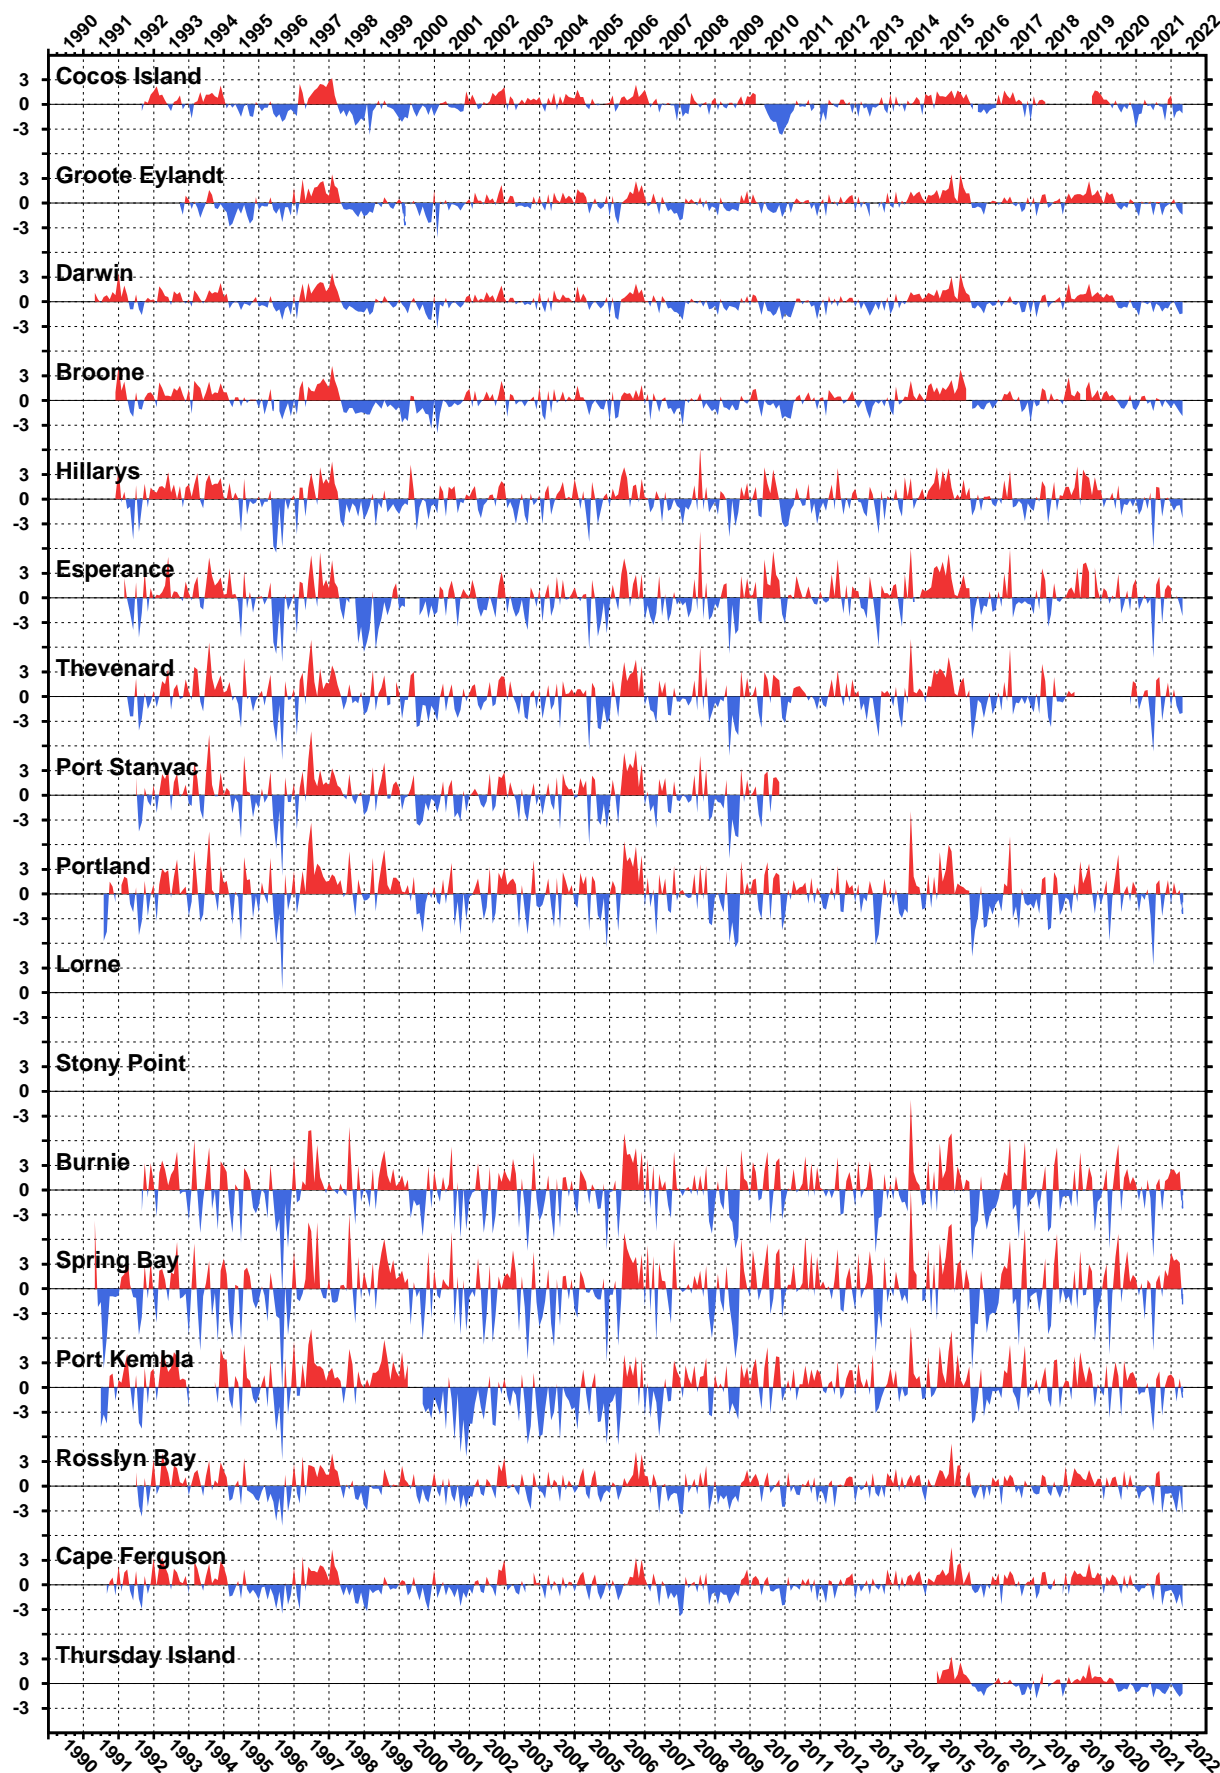 1990 1991 1992 1993 1994 1995 1996 1997 1998 1999 2000 2001 2002 2003 2004 2005 2006 2007 2008 2009 2010 2011 2012 2013 2014 2015 2016 2017 2018 2019 2020 2021 2022
Cocos Island
3
0
-3
Groote Eylandt
3
0
-3
Darwin
3
0
-3
Broome
3
0
-3
Hillarys
3
0
-3
Esperance
3
0
-3
Thevenard
3
0
-3
Port Stanvac
3
0
-3
Portland
3
0
-3
Lorne
3
0
-3
Stony Point
3
0
-3
Burnie
3
0
-3
Spring Bay
3
0
-3
Port Kembla
3
0
-3
Rosslyn Bay
3
0
-3
Cape Ferguson
3
0
-3
Thursday Island
3
0
-3
1990 1991 1992 1993 1994 1995 1996 1997 1998 1999 2000 2001 2002 2003 2004 2005 2006 2007 2008 2009 2010 2011 2012 2013 2014 2015 2016 2017 2018 2019 2020 2021 2022